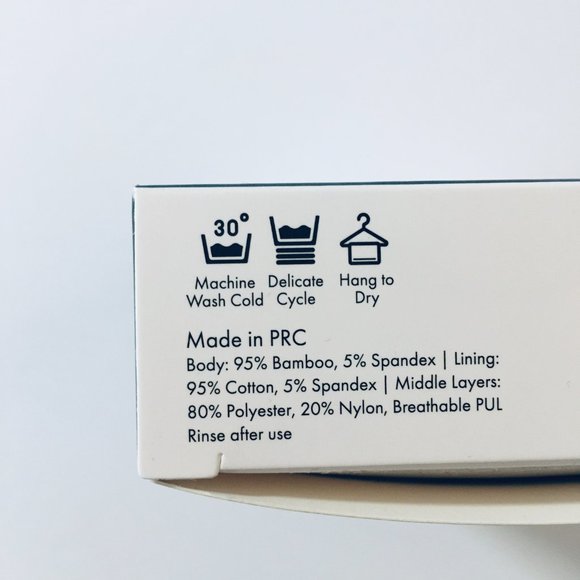 30°
Machine Delicate Hang to
Wash Cold Cycle Dry
Made in PRC
Body: 95% Bamboo, 5% Spandex | Lining:
95% Cotton, 5% Spandex | Middle Layers:
80% Polyester, 20% Nylon, Breathable PUL
Rinse after use